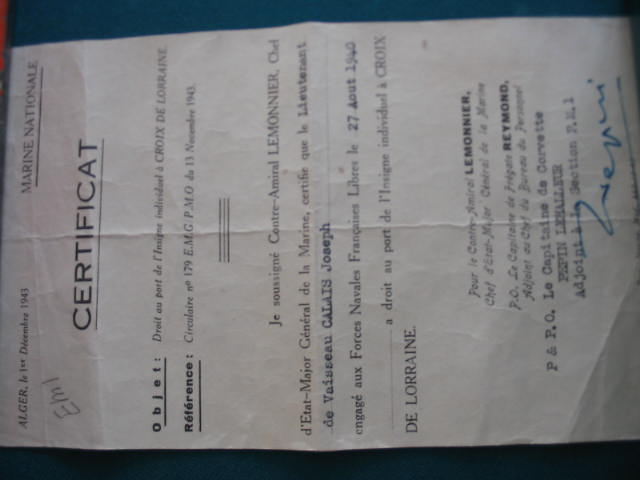 MARINE NATIONALE
ALGER, le 1er Décembre 1943
EM1
CERTIFICAT
Objet: Droit au port de l'Insigne individuel à CROIX DE LORRAINE.
Référence: Circulaire nº 179 E.M.G P.M.O du 13 Novembre 1943.
Je soussigné Contre-Amiral LEMONNIER, Chef
d'Etat-Major Général de la Marine, certifie que le Lieutenant
de Vaisseau CALAIS Joseph
engagé aux Forces Navales Françaises Libres le 27 Aout 1940
a droit au port de l'Insigne individuel à CROIX
DE LORRAINE.
Pour le Contre-Amiral LEMONNIER,
Chef d'Etat-Major Général de la Marine
P.O. Le Capitaine de Frégate REYMOND,
Adjoint au Chef du Bureau du Personnel
P & P.O. Le Capitaine de Corvette
PEPIN LEHALLEUR
Adjoint à la Section P.M.1